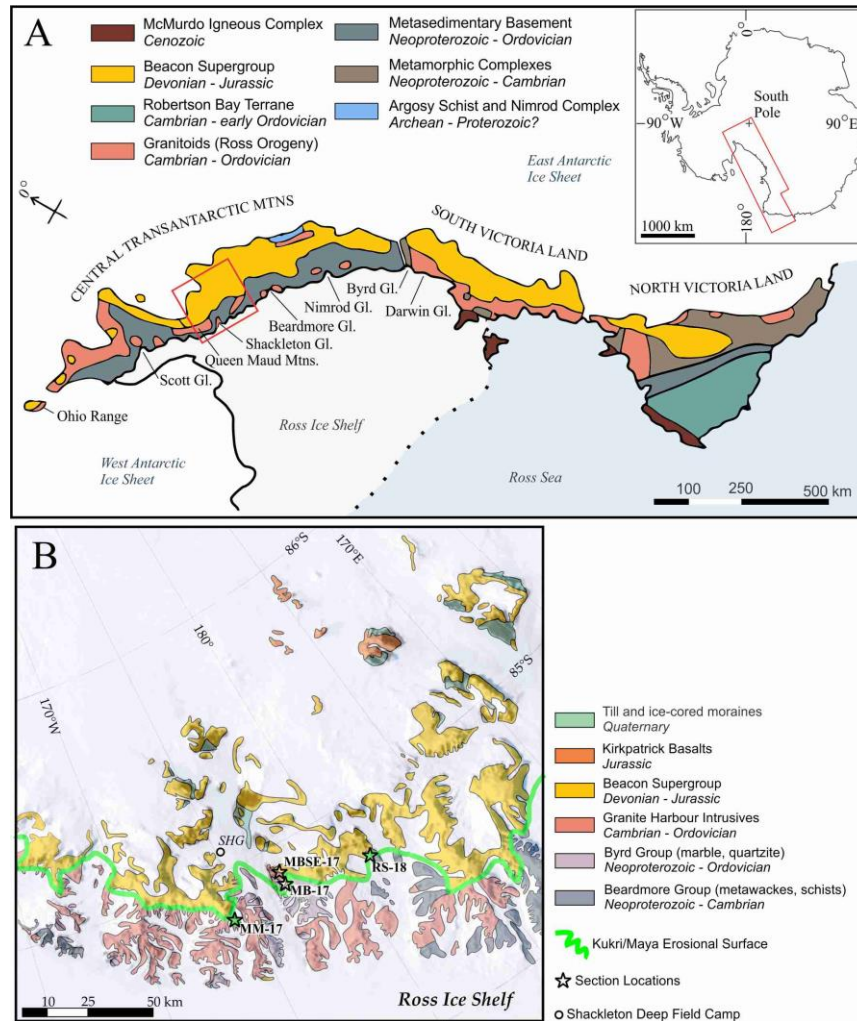 A
McMurdo Igneous Complex
Cenozoic
Beacon Supergroup
Devonian - Jurassic
Robertson Bay Terrane
Cambrian - early Ordovician
Granitoids (Ross Orogeny)
Cambrian - Ordovician
Metasedimentary Basement
Neoproterozoic - Ordovician
Metamorphic Complexes
Neoproterozoic - Cambrian
Argosy Schist and Nimrod Complex
Archean - Proterozoic?
0°
South
Pole
−90°W
90°E
−180°
1000 km
East Antarctic
Ice Sheet
0°
CENTRAL TRANSANTARCTIC MTNS
SOUTH VICTORIA LAND
NORTH VICTORIA LAND
Byrd Gl.
Darwin Gl.
Nimrod Gl.
Beardmore Gl.
Shackleton Gl.
Queen Maud Mtns.
Scott Gl.
Ohio Range
Ross Ice Shelf
West Antarctic
Ice Sheet
Ross Sea
100 250 500 km
B
86°S
170°E
180°
85°S
170°W
SHG
MBSE-17
RS-18
MB-17
MM-17
10 25 50 km
Ross Ice Shelf
Till and ice-cored moraines
Quaternary
Kirkpatrick Basalts
Jurassic
Beacon Supergroup
Devonian - Jurassic
Granite Harbour Intrusives
Cambrian - Ordovician
Byrd Group (marble, quartzite)
Neoproterozoic - Ordovician
Beardmore Group (metawackes, schists)
Neoproterozoic - Cambrian
Kukri/Maya Erosional Surface
Section Locations
Shackleton Deep Field Camp